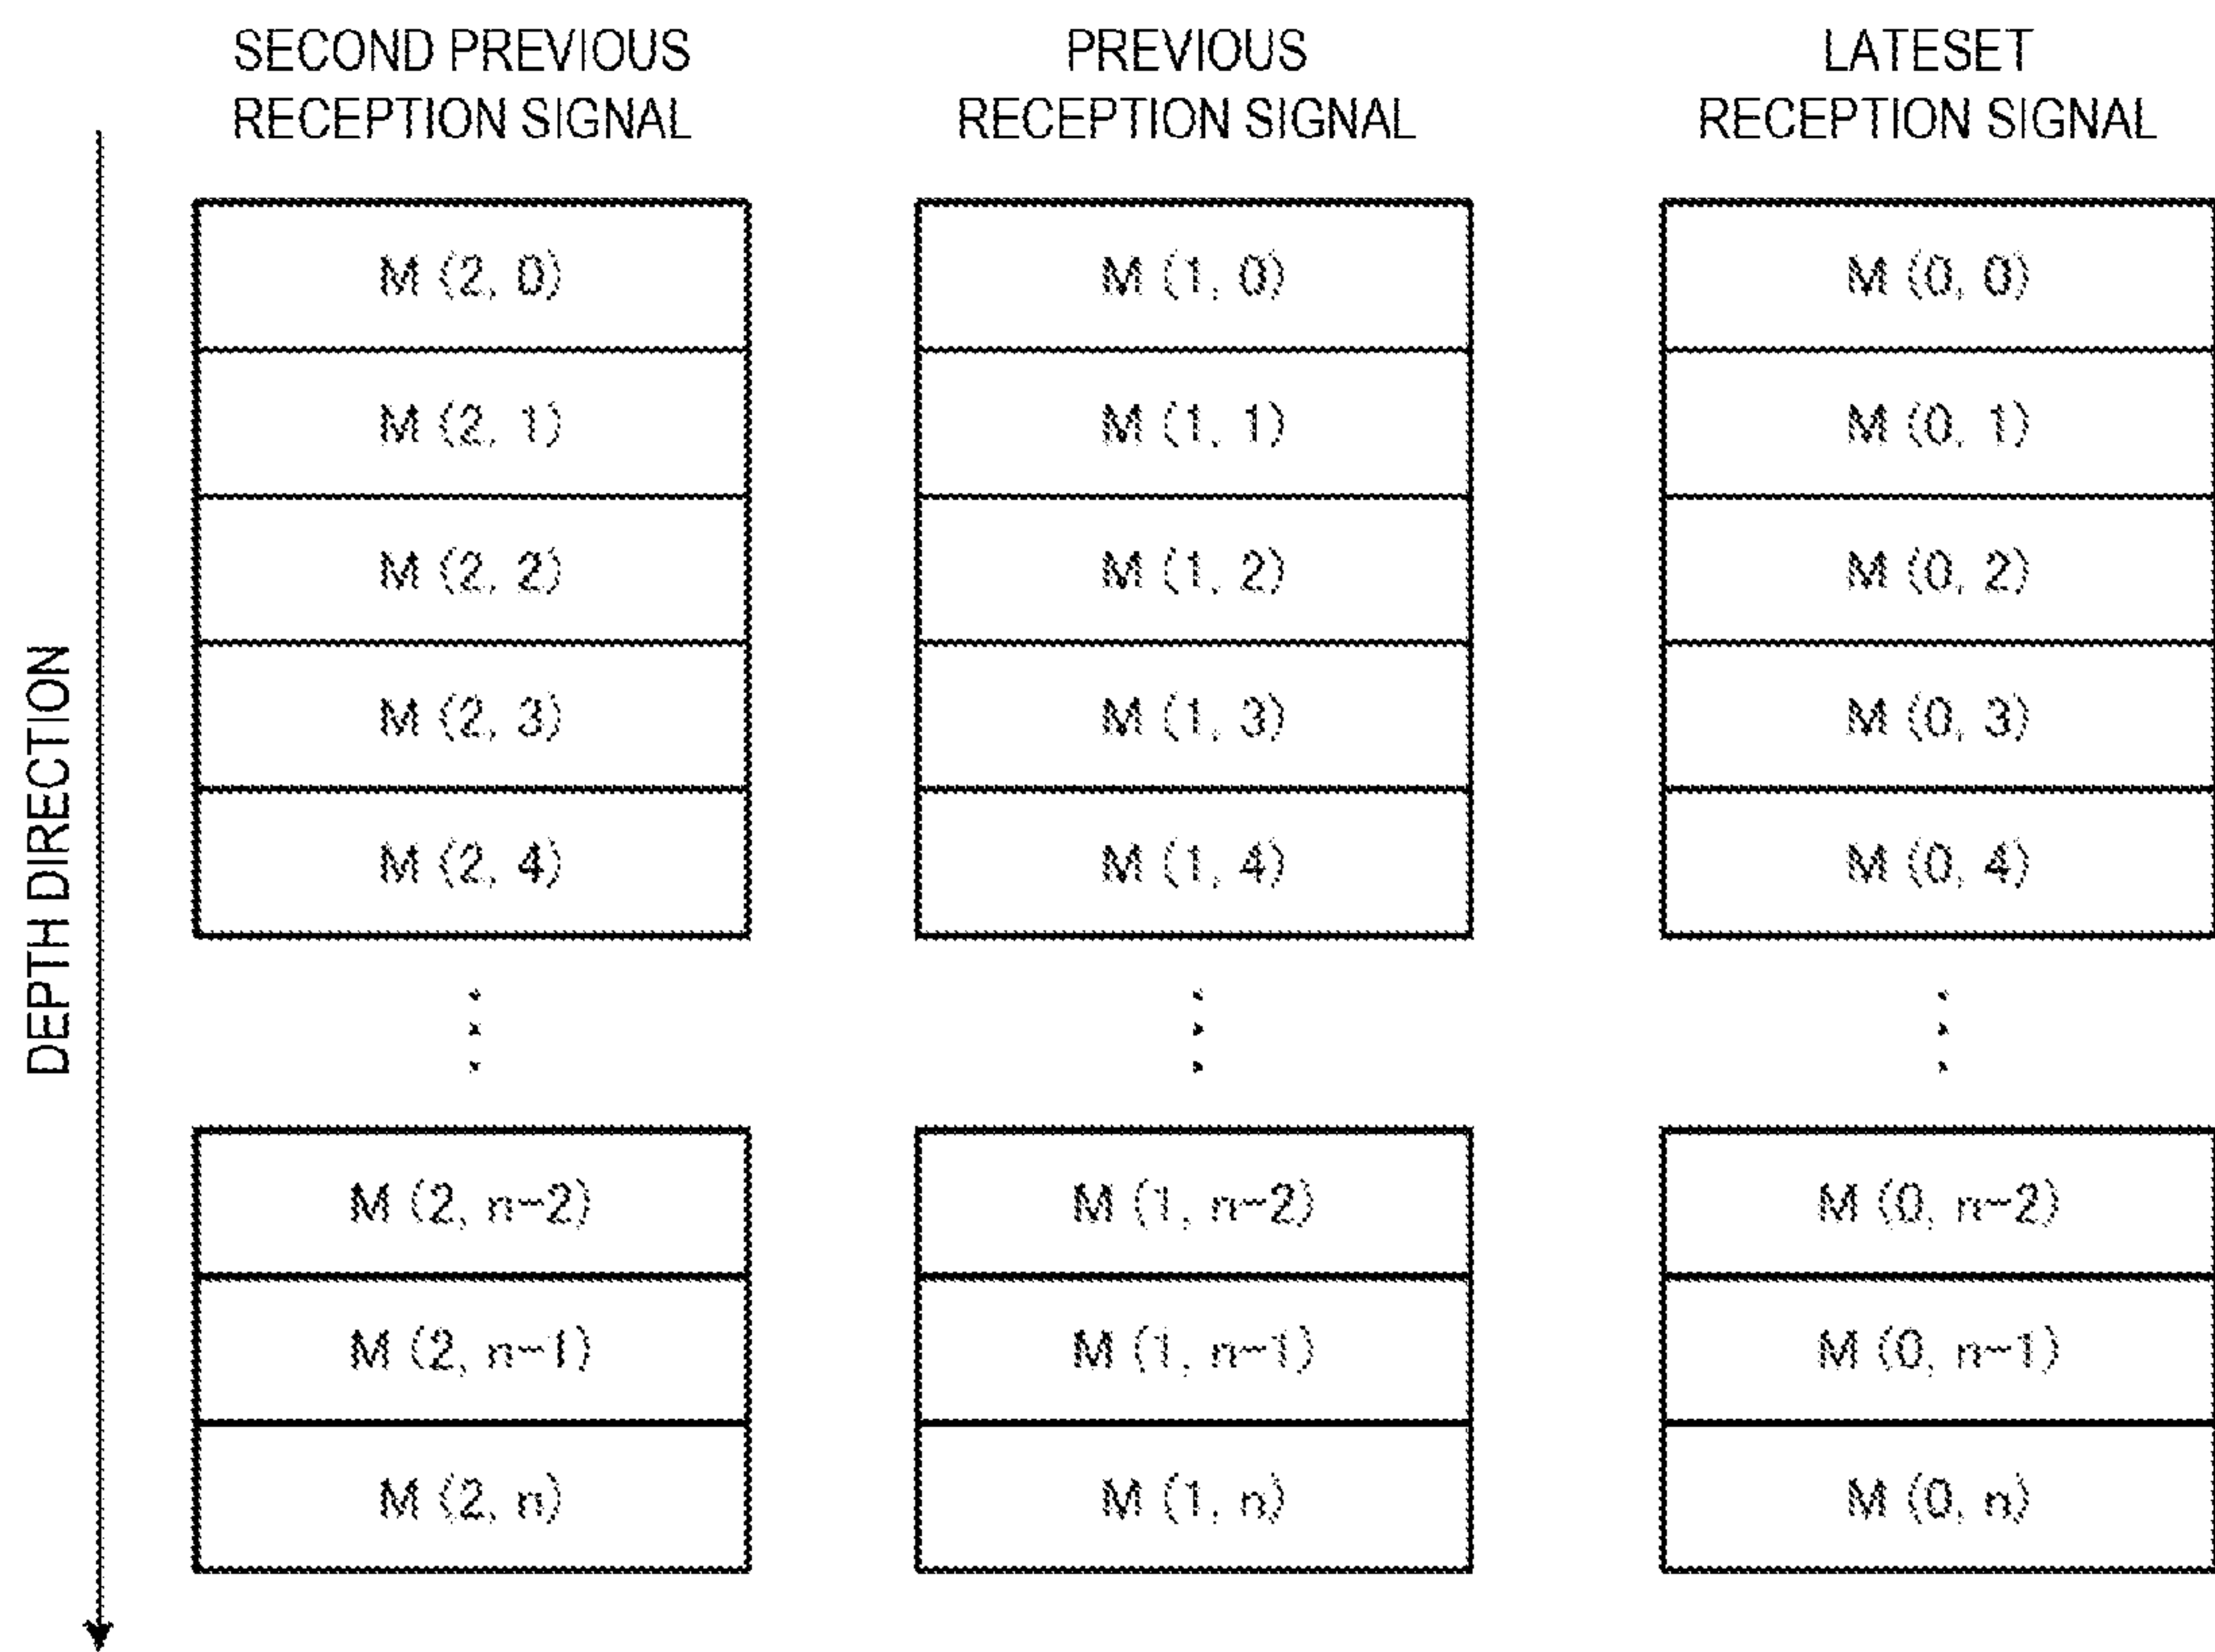 SECOND PREVIOUS
RECEPTION SIGNAL
PREVIOUS
RECEPTION SIGNAL
LATESET
RECEPTION SIGNAL
DEPTH DIRECTION
M (2, 0)
M (1, 0)
M (0, 0)
M (2, 1)
M (1, 1)
M (0, 1)
M (2, 2)
M (1, 2)
M (0, 2)
M (2, 3)
M (1, 3)
M (0, 3)
M (2, 4)
M (1, 4)
M (0, 4)
M (2, n-2)
M (1, n-2)
M (0, n-2)
M (2, n-1)
M (1, n-1)
M (0, n-1)
M (2, n)
M (1, n)
M (0, n)